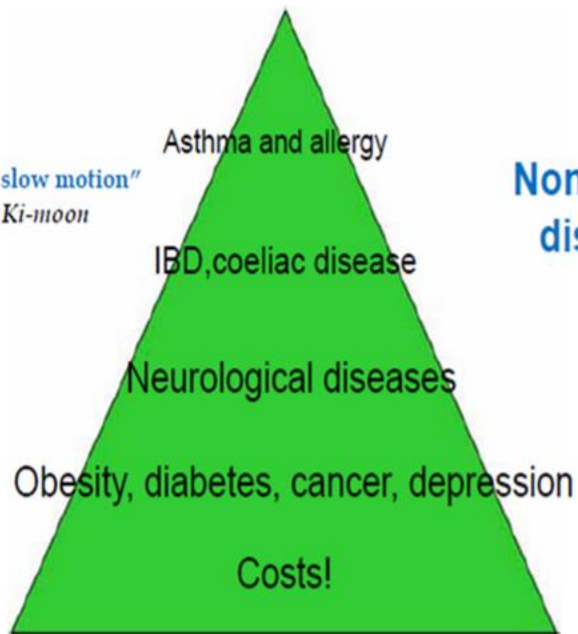 Asthma and allergy
slow motion"
Ki-moon
IBD,coeliac disease
Neurological diseases
Obesity, diabetes, cancer, depression
Costs!